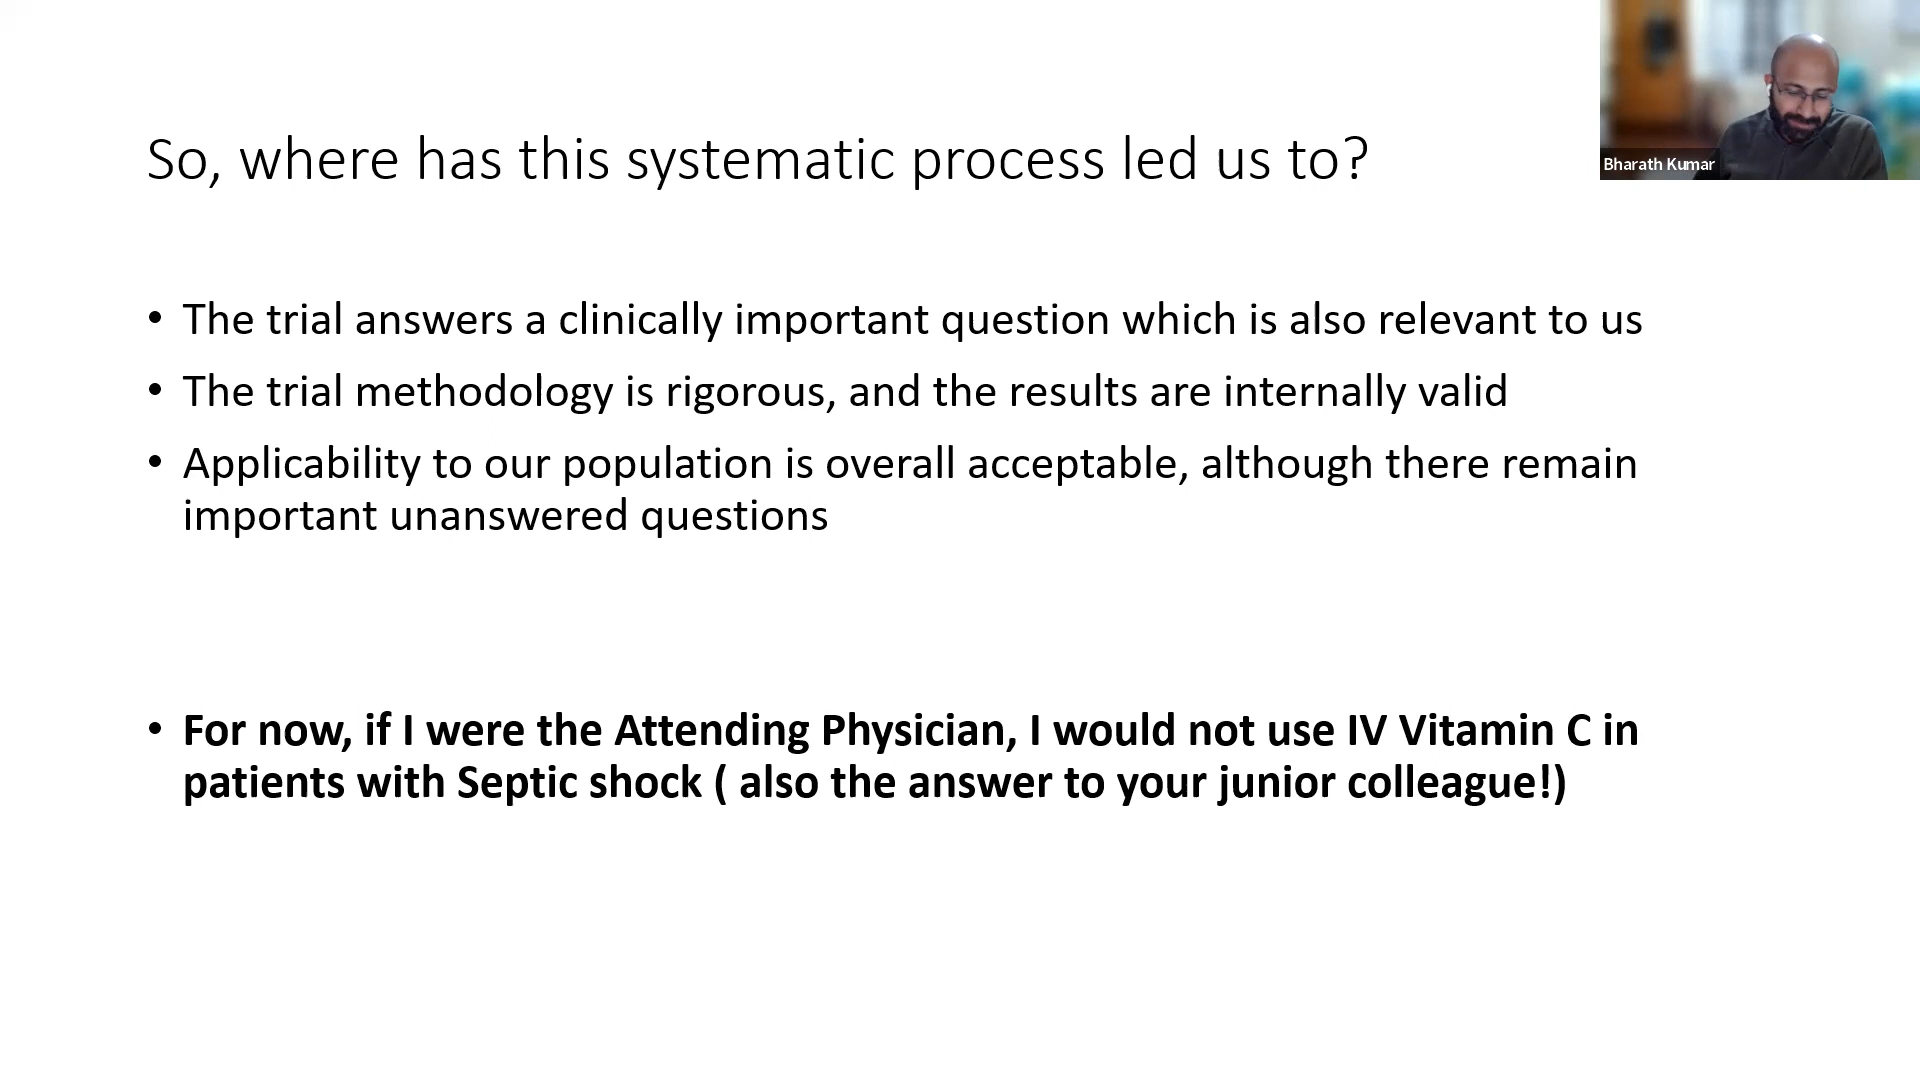 So, where has this systematic process led us to?
Bharath Kumar
• The trial answers a clinically important question which is also relevant to us
• The trial methodology is rigorous, and the results are internally valid
• Applicability to our population is overall acceptable, although there remain
important unanswered questions
• For now, if I were the Attending Physician, I would not use IV Vitamin C in
patients with Septic shock ( also the answer to your junior colleague!)